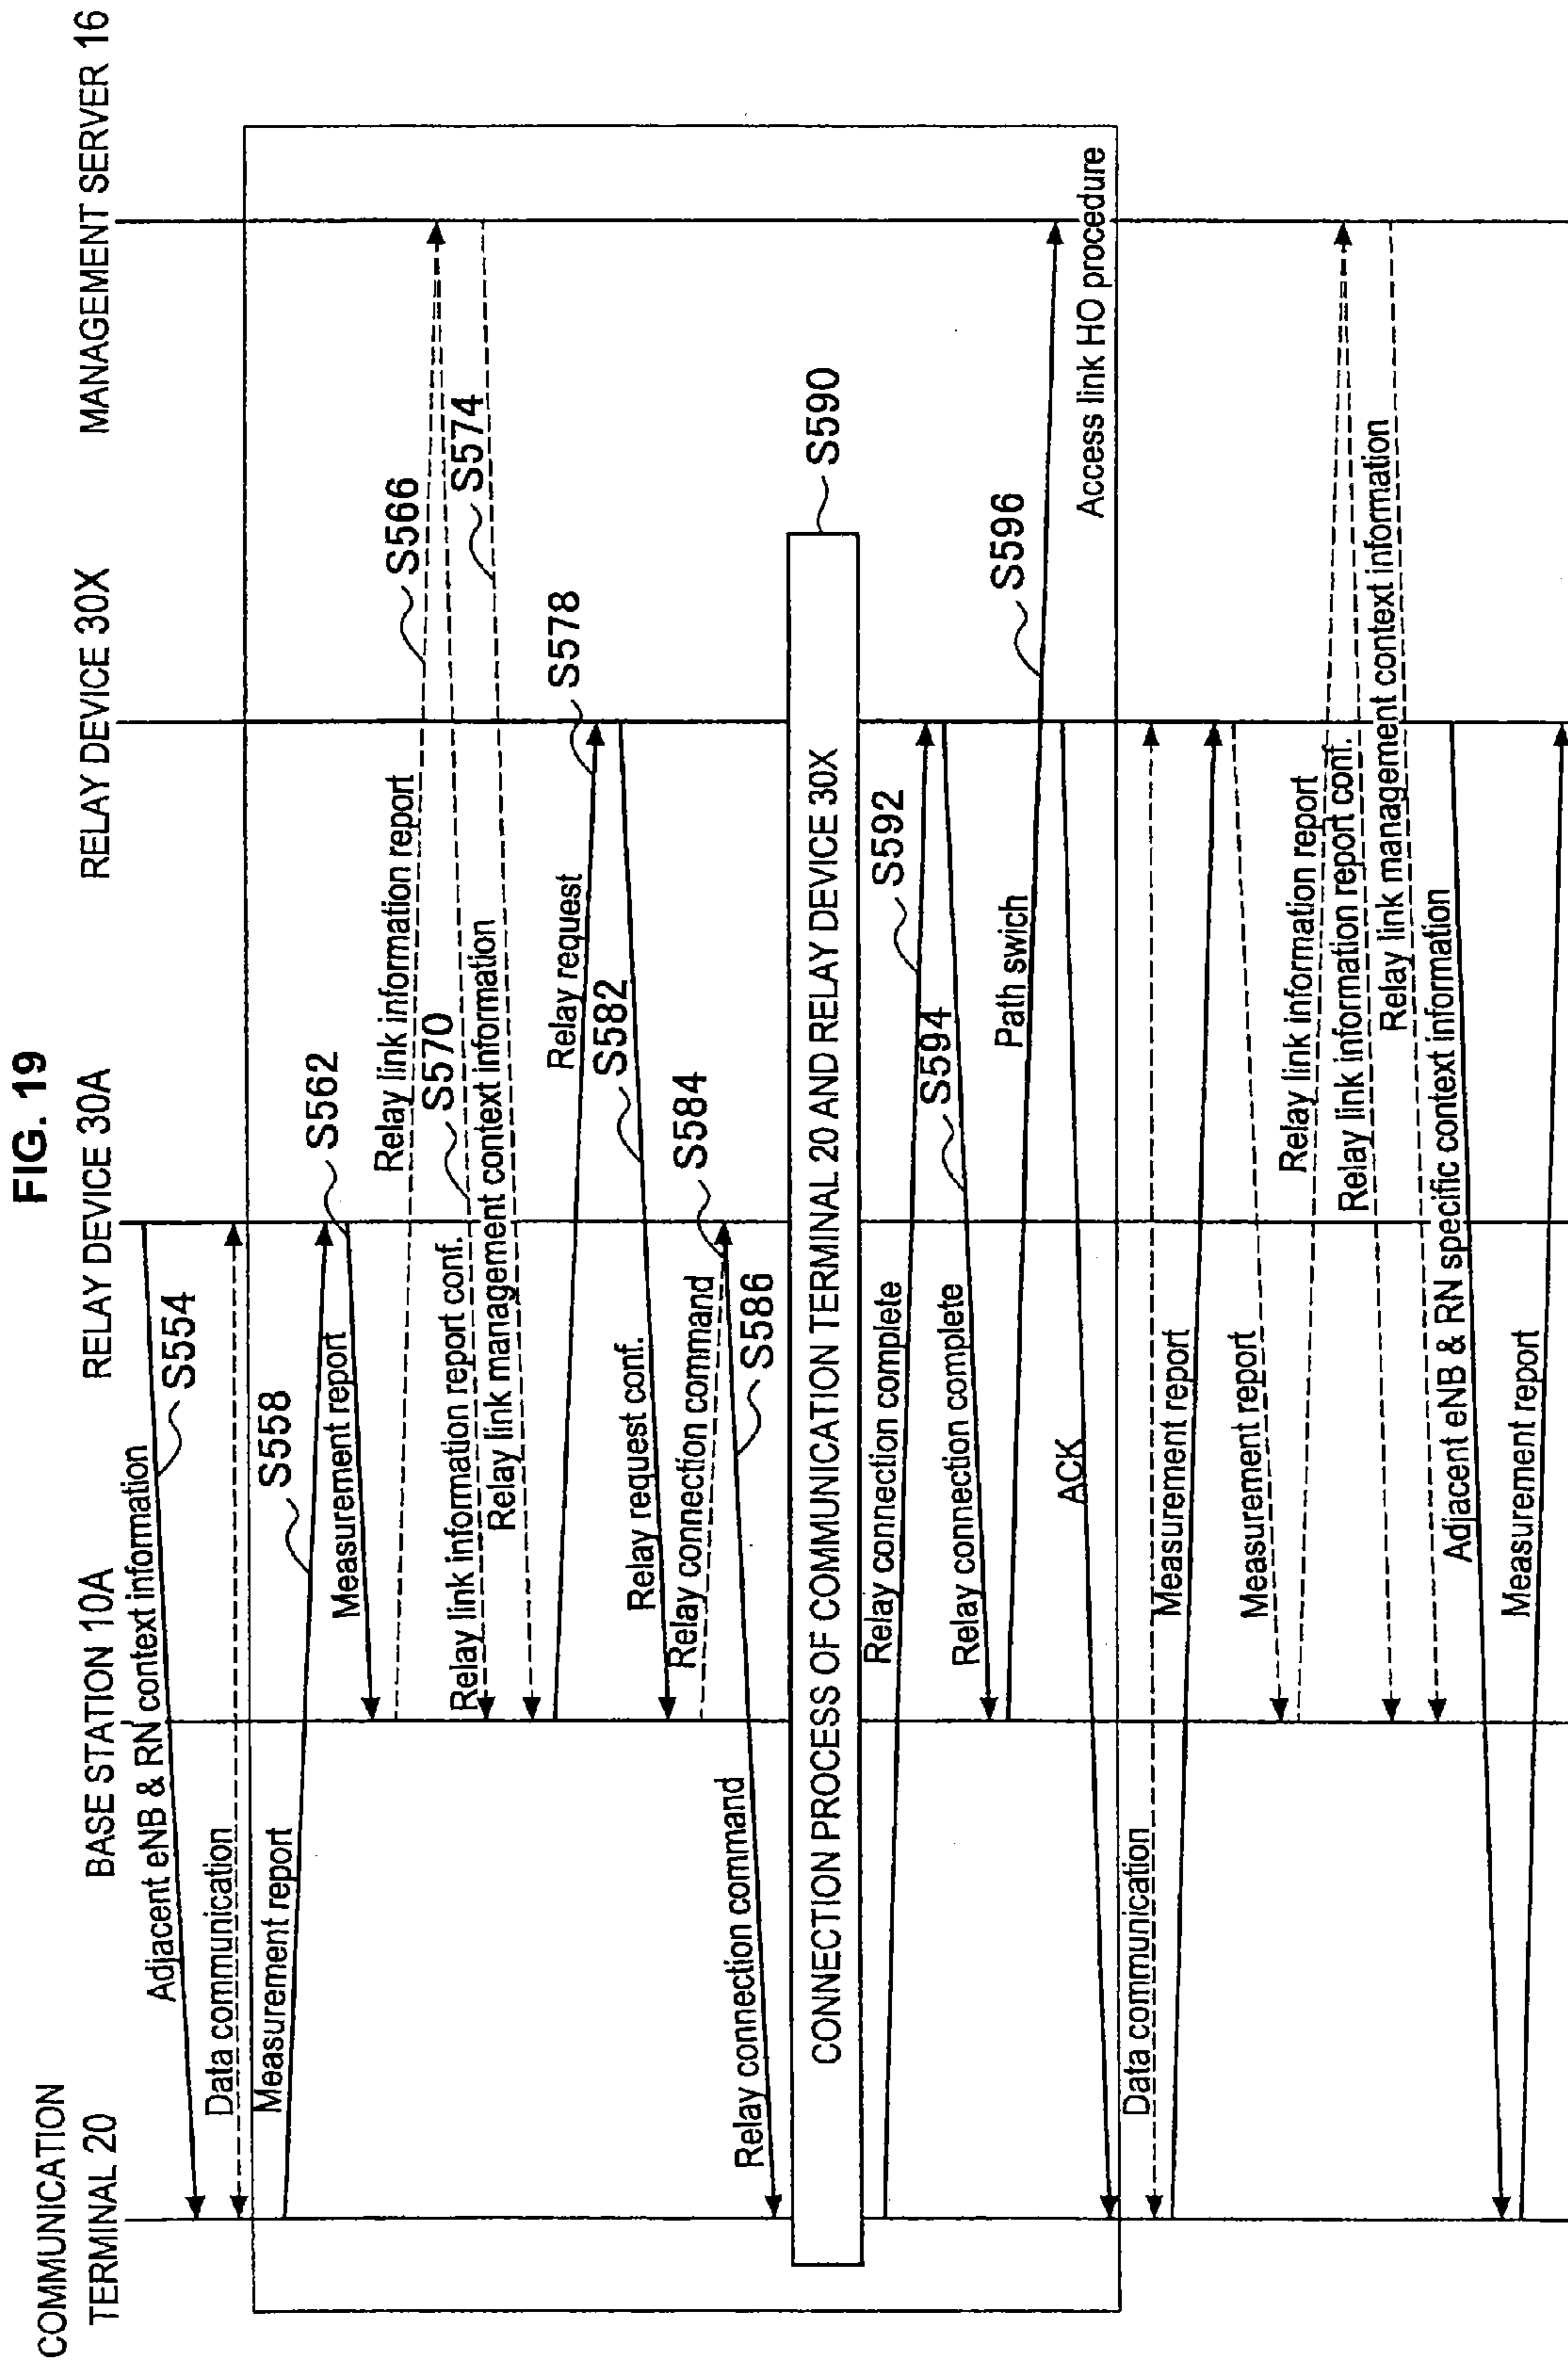 FIG. 19
COMMUNICATION
TERMINAL 20
BASE STATION 10A
RELAY DEVICE 30A
RELAY DEVICE 30X
MANAGEMENT SERVER 16
Adjacent eNB & RN context information
S554
Data communication
Measurement report
S558
Measurement report
S562
Relay link information report
S566
Relay link information report conf.
S570
Relay link management context information
S574
Relay request
S578
Relay request conf.
S582
Relay connection command
S584
Relay connection command
S586
CONNECTION PROCESS OF COMMUNICATION TERMINAL 20 AND RELAY DEVICE 30X
S590
Relay connection complete
S592
Relay connection complete
S594
Path swich
S596
ACK
Access link HO procedure
Data communication
Measurement report
Measurement report
Relay link information report
Relay link information report conf.
Relay link management context information
Adjacent eNB & RN specific context information
Measurement report